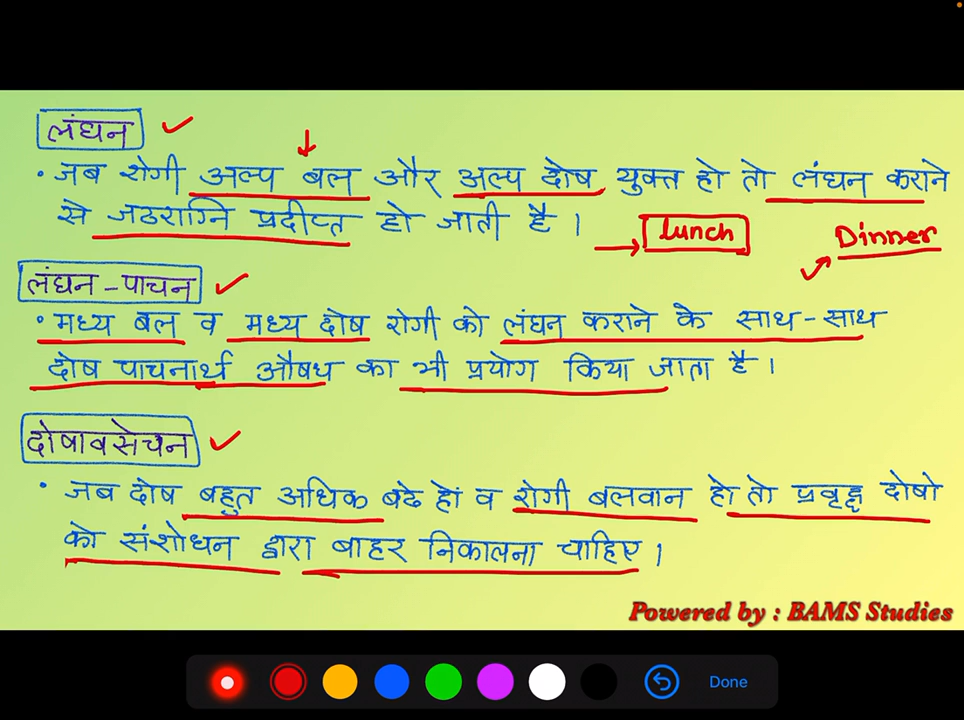 लंघन
• जब रोगी अल्प बल और अल्प दोष युक्त हो तो लंघन कराने
से जठराग्नि प्रदीप्त हो जाती है।
lunch
Dinner
लंघन - पाचन
• मध्य बल व मध्य दोष रोगी को लंघन कराने के साथ-साथ
दोष पाचनार्थ औषध का भी प्रयोग किया जाता है।
दोषावसेचन
• जब दोष बहुत अधिक बढे हों व रोगी बलवान हो तो प्रवृद्ध दोषो
को संशोधन द्वारा बाहर निकालना चाहिए।
Powered by : BAMS Studies
Done